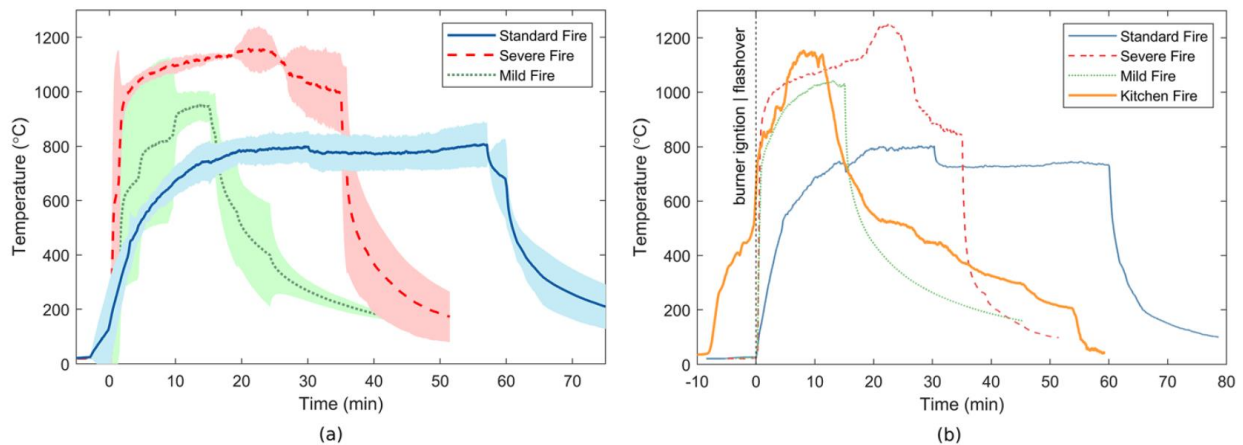 1200
1000
800
600
400
200
0
Temperature (°C)
Standard Fire
Severe Fire
Mild Fire
0 10 20 30 40 50 60 70
Time (min)
(a)
1200
1000
800
600
400
200
0
Temperature (°C)
burner igntion | flashover
Standard Fire
Severe Fire
Mild Fire
Kitchen Fire
-10 0 10 20 30 40 50 60 70 80
Time (min)
(b)